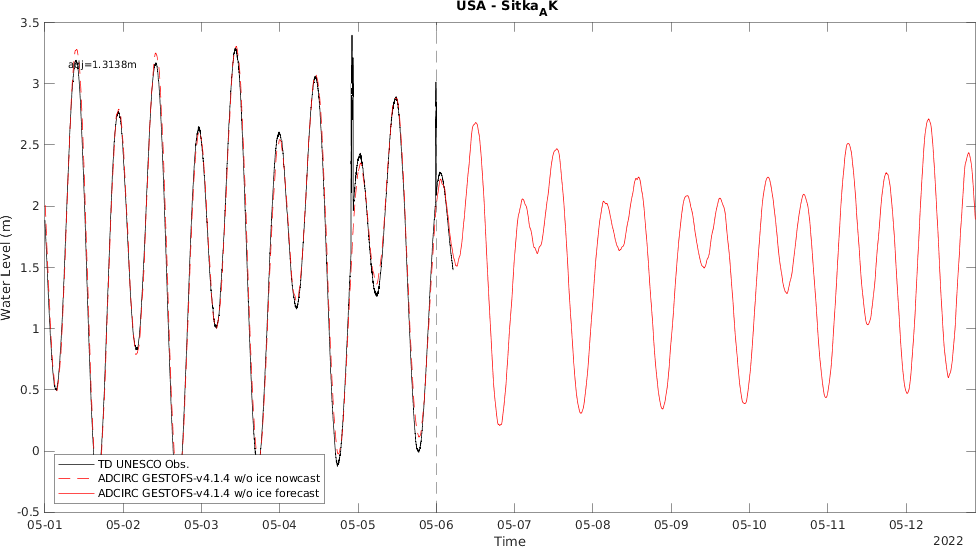 USA - Sitka_AK
adj=1.3138m
3.5
3
2.5
2
1.5
1
0.5
0
-0.5
Water Level (m)
TD UNESCO Obs.
ADCIRC GESTOFS-v4.1.4 w/o ice nowcast
ADCIRC GESTOFS-v4.1.4 w/o ice forecast
05-01 05-02 05-03 05-04 05-05 05-06 05-07 05-08 05-09 05-10 05-11 05-12
Time
2022